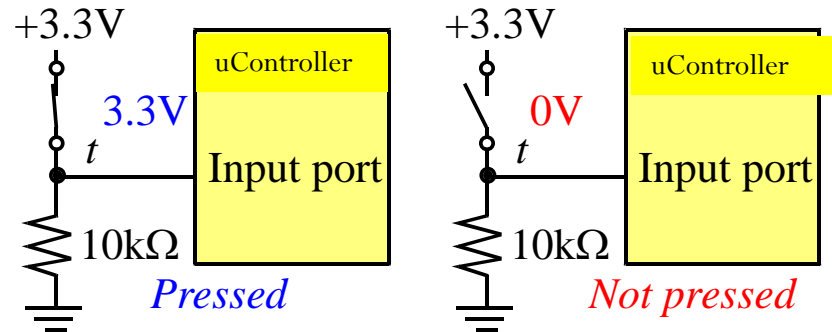 +3.3V
uController
3.3V
t
Input port
10kΩ
Pressed
+3.3V
uController
0V
t
Input port
10kΩ
Not pressed